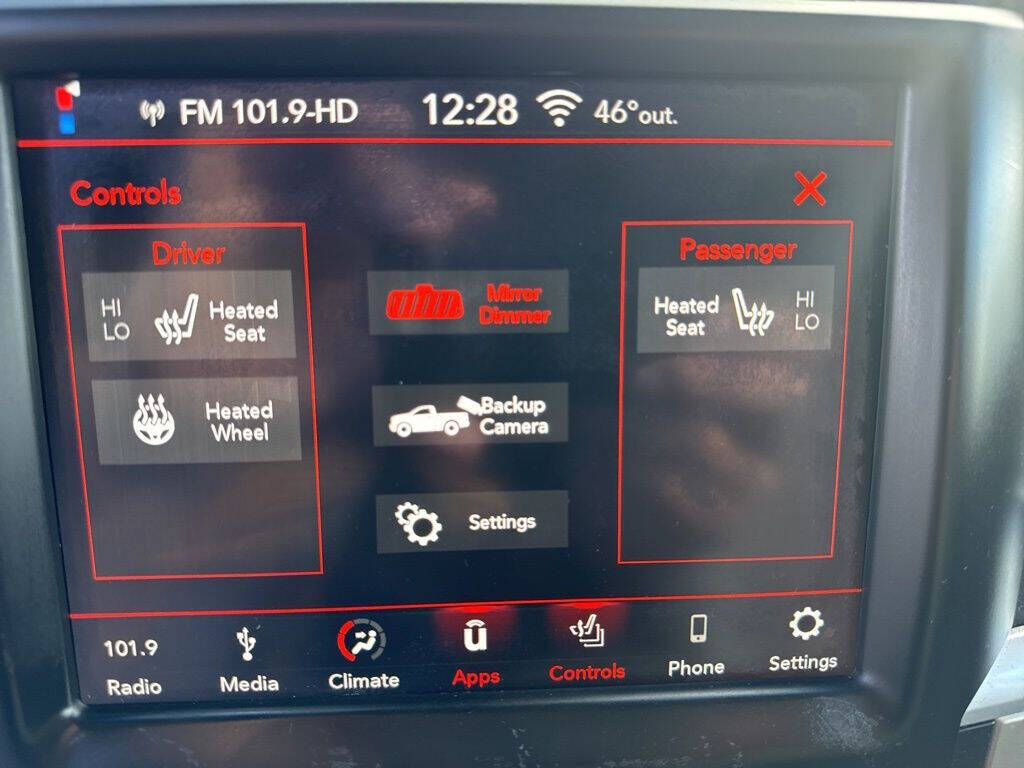 FM 101.9-HD 12:28 46°out.
Controls X
Driver
HI
LO
Heated
Seat
Heated
Wheel
Mirror
Dimmer
Backup
Camera
Settings
Passenger
Heated
Seat
HI
LO
101.9
Radio
Media
Climate
u
Apps
Controls
Phone
Settings